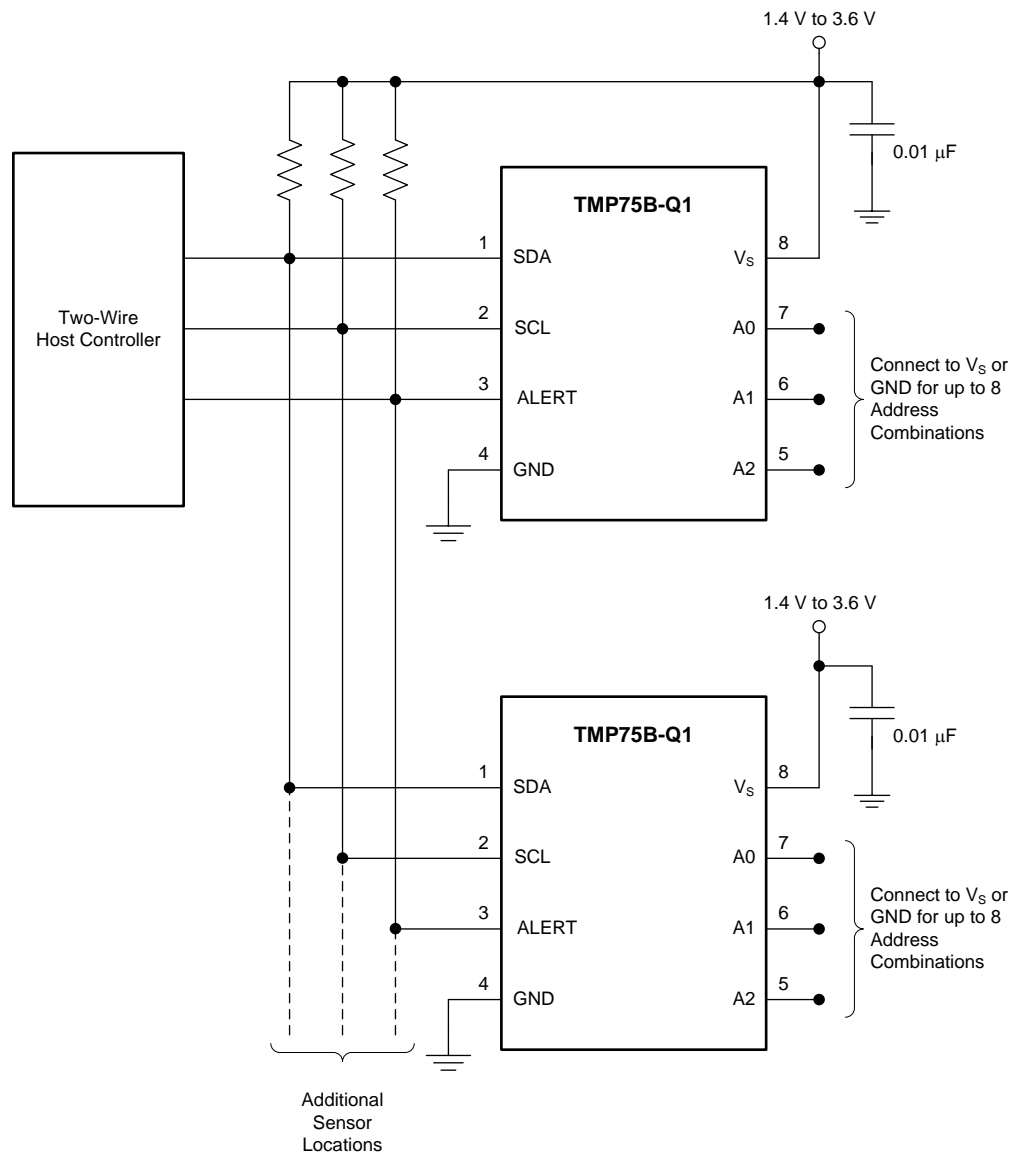 1.4 V to 3.6 V
0.01 μF
Two-Wire
Host Controller
TMP75B-Q1
1 SDA
2 SCL
3 ALERT
4 GND
VS 8
A0 7
A1 6
A2 5
Connect to VS or
GND for up to 8
Address
Combinations
1.4 V to 3.6 V
0.01 μF
TMP75B-Q1
1 SDA
2 SCL
3 ALERT
4 GND
VS 8
A0 7
A1 6
A2 5
Connect to VS or
GND for up to 8
Address
Combinations
Additional
Sensor
Locations